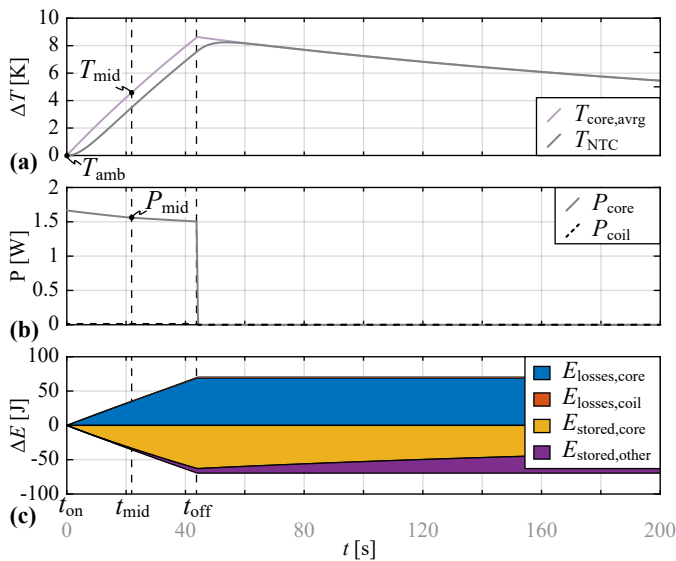 10
8
6
4
2
0
ΔT [K]
T_mid
T_amb
T_core,avrg
T_NTC
(a)
2
1.5
1
0.5
0
P [W]
P_mid
P_core
P_coil
(b)
100
50
0
-50
-100
ΔE [J]
E_losses,core
E_losses,coil
E_stored,core
E_stored,other
(c)
t_on t_mid t_off
0 40 80 120 160 200
t [s]